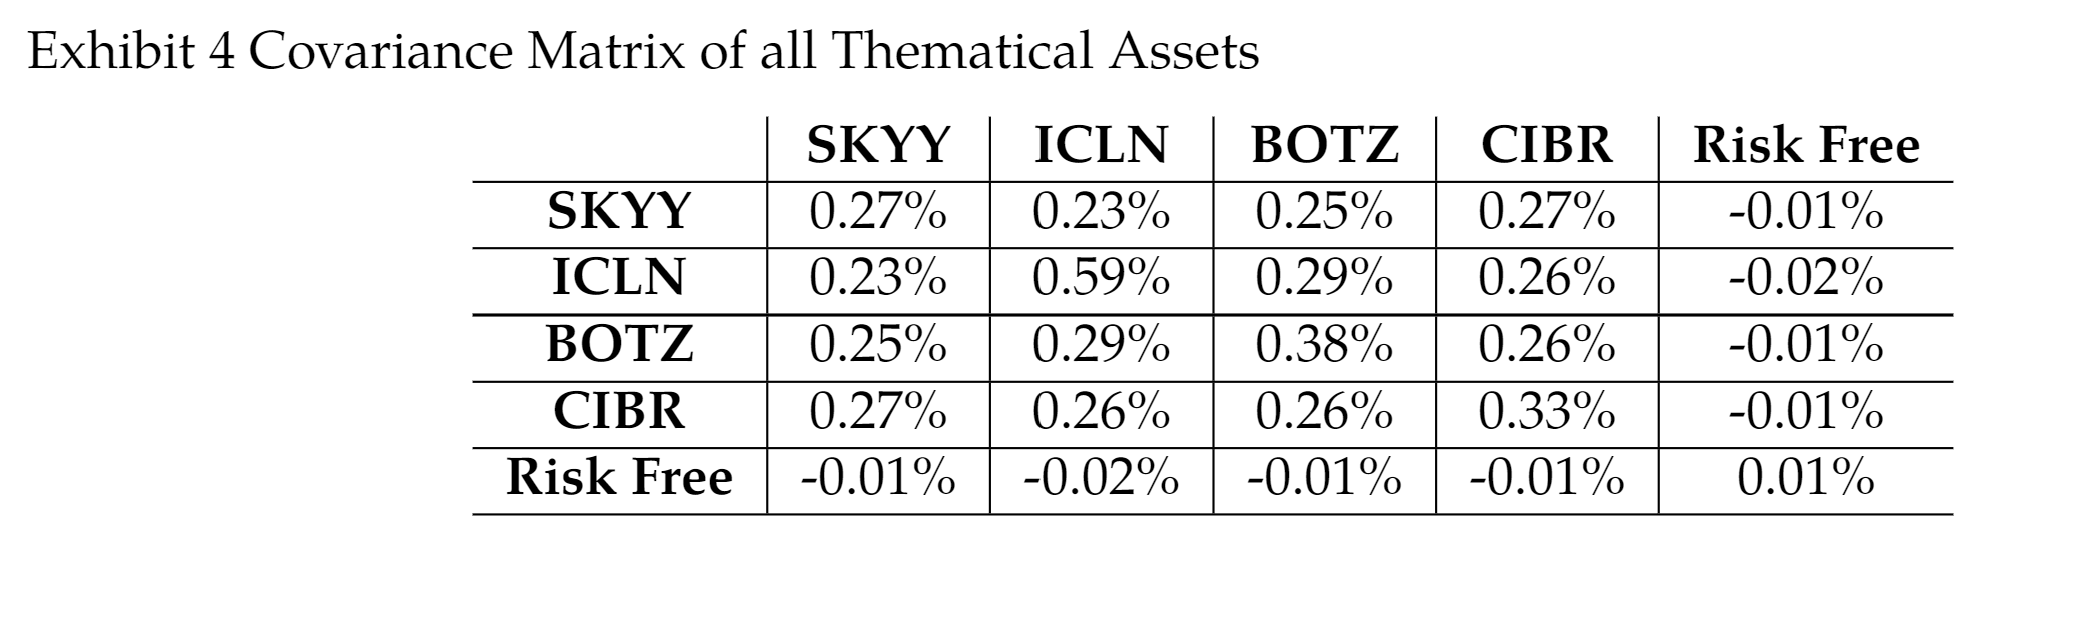 Exhibit 4 Covariance Matrix of all Thematical Assets
SKYY ICLN BOTZ CIBR Risk Free
SKYY 0.27% 0.23% 0.25% 0.27% -0.01%
ICLN 0.23% 0.59% 0.29% 0.26% -0.02%
BOTZ 0.25% 0.29% 0.38% 0.26% -0.01%
CIBR 0.27% 0.26% 0.26% 0.33% -0.01%
Risk Free -0.01% -0.02% -0.01% -0.01% 0.01%